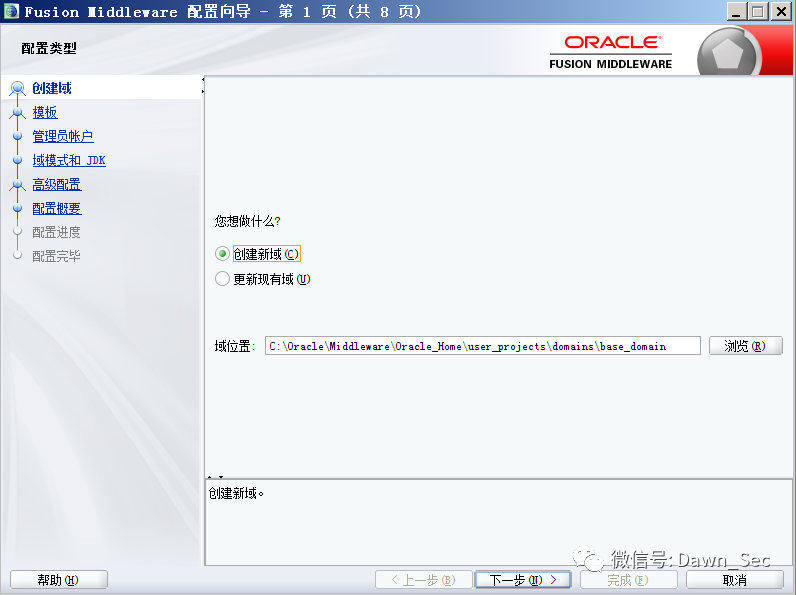 Fusion Middleware 配置向导 - 第 1 页 (共 8 页)
配置类型
ORACLE
FUSION MIDDLEWARE
创建域
模板
管理员帐户
域模式和 JDK
高级配置
配置概要
配置进度
配置完毕
您想做什么?
创建新域(C)
更新现有域(U)
域位置: C:\Oracle\Middleware\Oracle_Home\user_projects\domains\base_domain 浏览(R)
创建新域。
微信号: Dawn_Sec
帮助(H) < 上一步(B) 下一步(N) > 完成(F) 取消